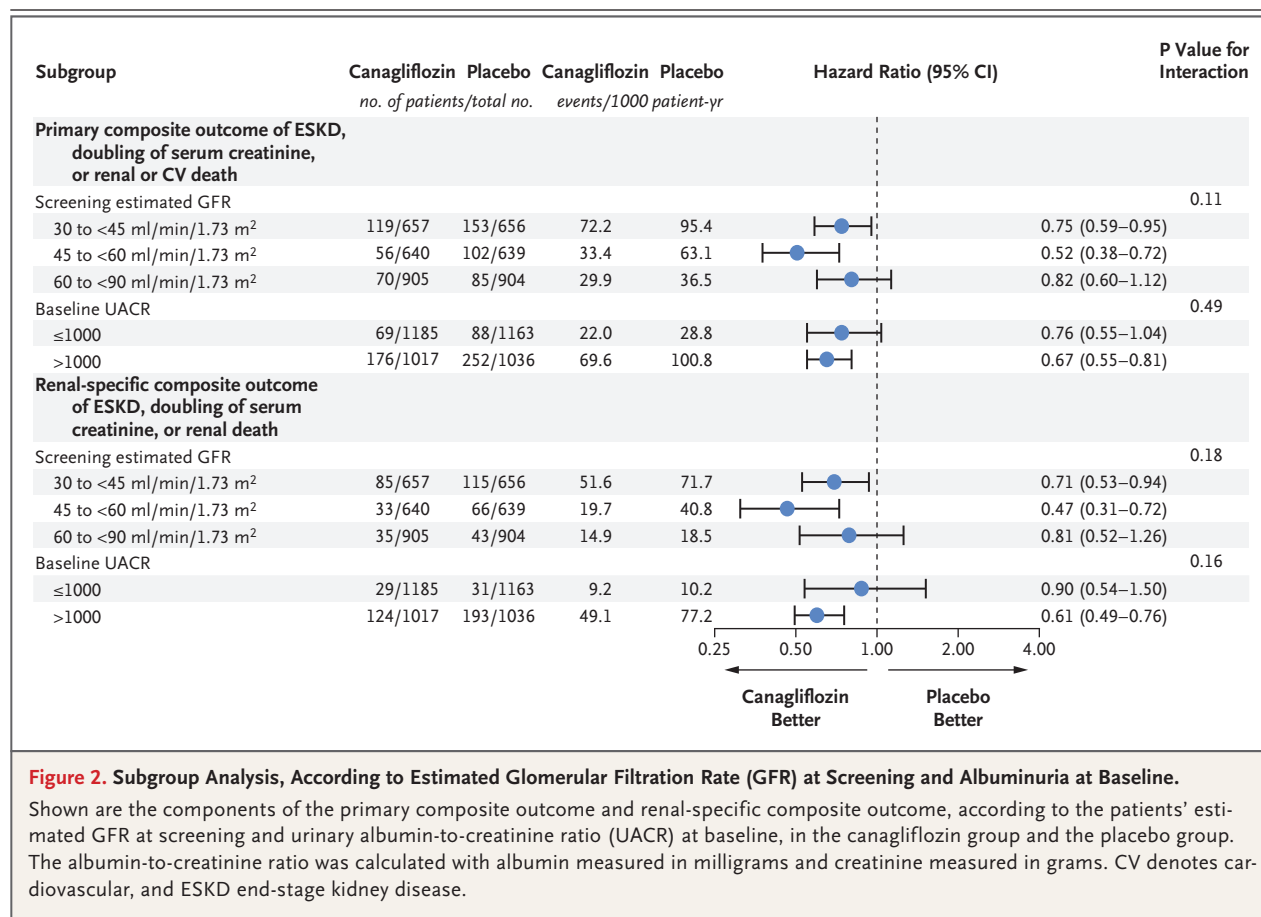 Subgroup Canagliflozin Placebo Canagliflozin Placebo Hazard Ratio (95% CI) P Value for Interaction
no. of patients/total no. events/1000 patient-yr
Primary composite outcome of ESKD,
doubling of serum creatinine,
or renal or CV death
Screening estimated GFR 0.11
30 to <45 ml/min/1.73 m² 119/657 153/656 72.2 95.4 0.75 (0.59–0.95)
45 to <60 ml/min/1.73 m² 56/640 102/639 33.4 63.1 0.52 (0.38–0.72)
60 to <90 ml/min/1.73 m² 70/905 85/904 29.9 36.5 0.82 (0.60–1.12)
Baseline UACR 0.49
≤1000 69/1185 88/1163 22.0 28.8 0.76 (0.55–1.04)
>1000 176/1017 252/1036 69.6 100.8 0.67 (0.55–0.81)
Renal-specific composite outcome
of ESKD, doubling of serum
creatinine, or renal death
Screening estimated GFR 0.18
30 to <45 ml/min/1.73 m² 85/657 115/656 51.6 71.7 0.71 (0.53–0.94)
45 to <60 ml/min/1.73 m² 33/640 66/639 19.7 40.8 0.47 (0.31–0.72)
60 to <90 ml/min/1.73 m² 35/905 43/904 14.9 18.5 0.81 (0.52–1.26)
Baseline UACR 0.16
≤1000 29/1185 31/1163 9.2 10.2 0.90 (0.54–1.50)
>1000 124/1017 193/1036 49.1 77.2 0.61 (0.49–0.76)
0.25 0.50 1.00 2.00 4.00
Canagliflozin Better Placebo Better
Figure 2. Subgroup Analysis, According to Estimated Glomerular Filtration Rate (GFR) at Screening and Albuminuria at Baseline.
Shown are the components of the primary composite outcome and renal-specific composite outcome, according to the patients' esti-
mated GFR at screening and urinary albumin-to-creatinine ratio (UACR) at baseline, in the canagliflozin group and the placebo group.
The albumin-to-creatinine ratio was calculated with albumin measured in milligrams and creatinine measured in grams. CV denotes car-
diovascular, and ESKD end-stage kidney disease.